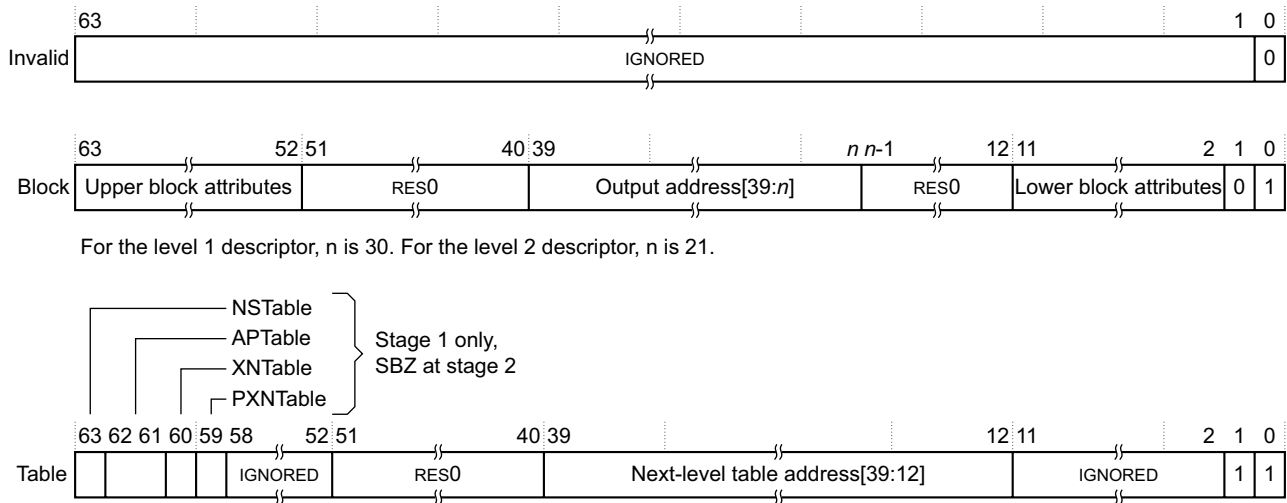 63 1 0
Invalid IGNORED 0
63 52 51 40 39 n n-1 12 11 2 1 0
Block Upper block attributes RES0 Output address[39:n] RES0 Lower block attributes 0 1
For the level 1 descriptor, n is 30. For the level 2 descriptor, n is 21.
NSTable
APTable
XNTable
PXNTable
Stage 1 only,
SBZ at stage 2
63 62 61 60 59 58 52 51 40 39 12 11 2 1 0
Table IGNORED RES0 Next-level table address[39:12] IGNORED 1 1